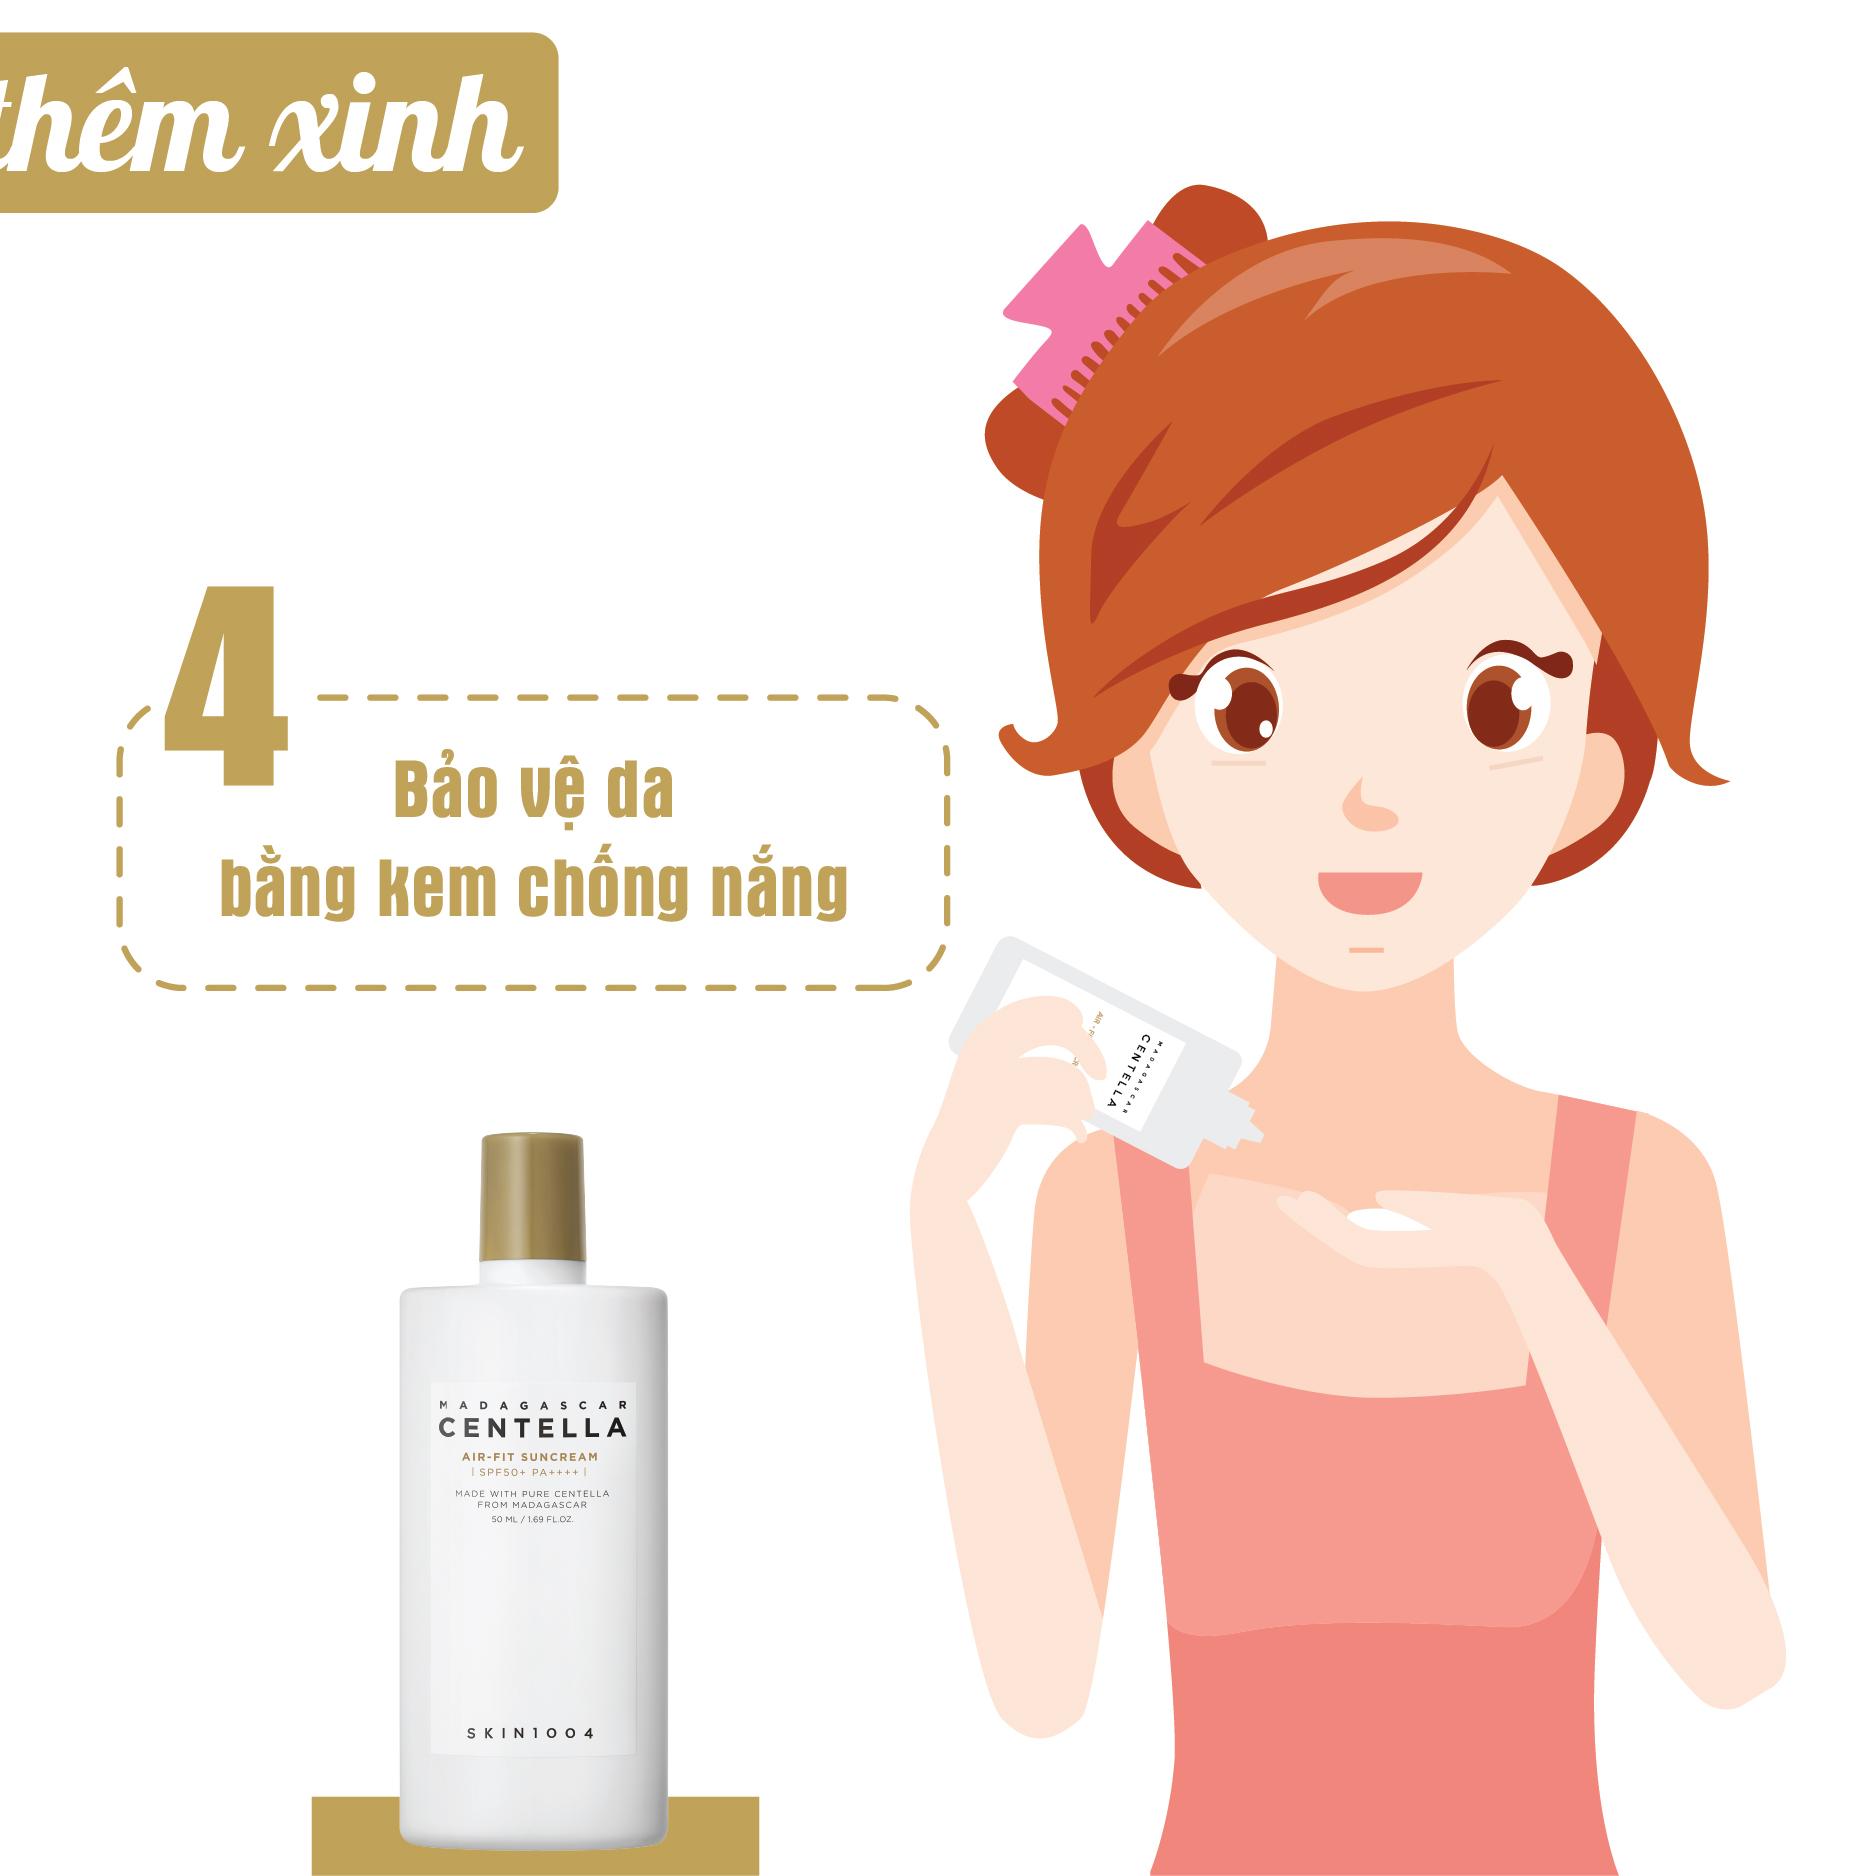 thêm xinh
4
Bảo vệ da
bằng kem chống nắng
MADAGASCAR
CENTELLA
AIR-FIT SUNCREAM
| SPF50+ PA++++ |
MADE WITH PURE CENTELLA
FROM MADAGASCAR
50 ML / 1.69 FL.OZ.
SKIN1004
MADAGASCAR
CENTELLA